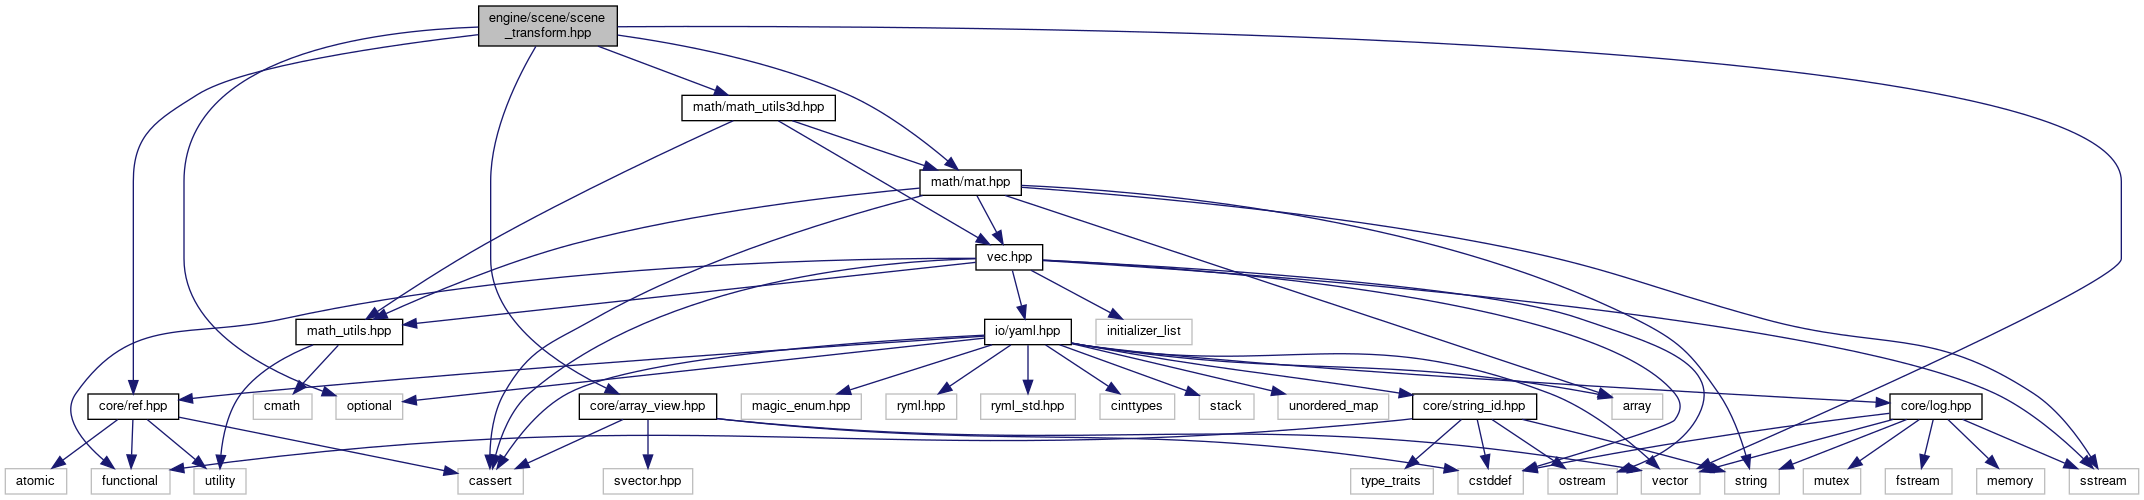 engine/scene/scene
_transform.hpp
math/math_utils3d.hpp
math/mat.hpp
vec.hpp
math_utils.hpp
io/yaml.hpp
initializer_list
core/ref.hpp
cmath
optional
core/array_view.hpp
magic_enum.hpp
ryml.hpp
ryml_std.hpp
cinttypes
stack
unordered_map
core/string_id.hpp
array
core/log.hpp
atomic
functional
utility
cassert
svector.hpp
type_traits
cstddef
ostream
vector
string
mutex
fstream
memory
sstream